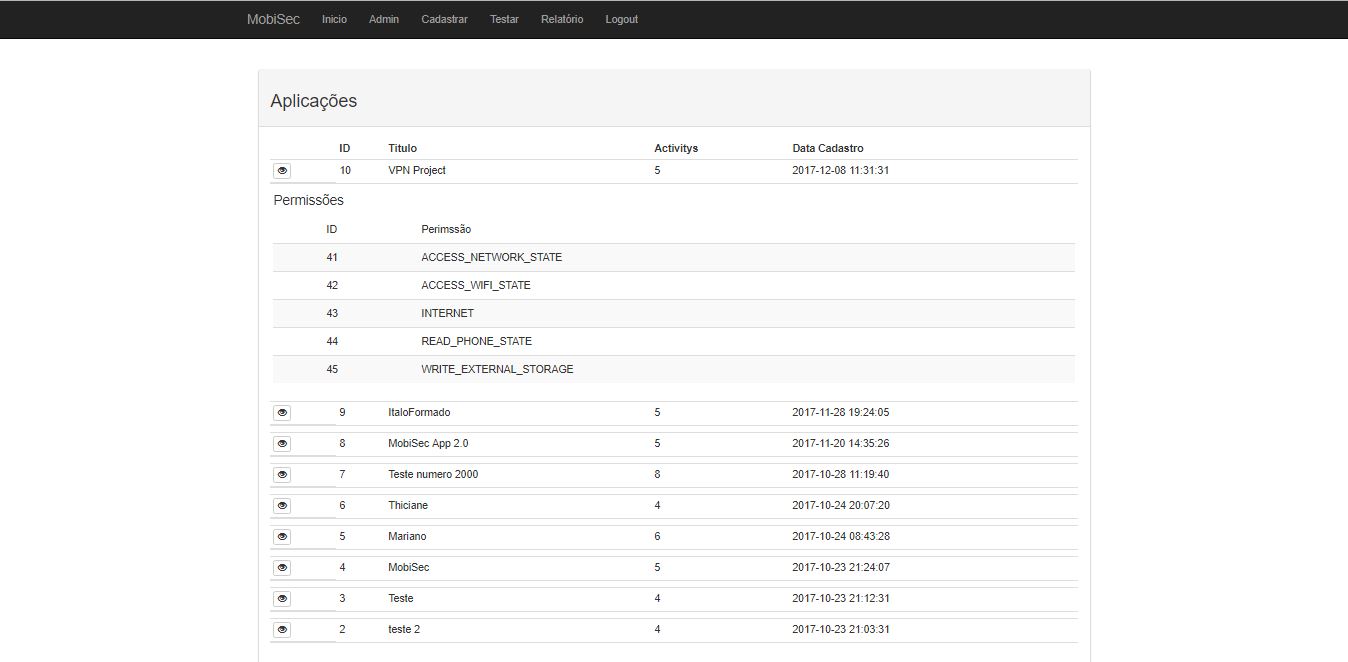 MobiSec Inicio Admin Cadastrar Testar Relatório Logout
Aplicações
ID Titulo Activitys Data Cadastro
10 VPN Project 5 2017-12-08 11:31:31
Permissões
ID Perimssão
41 ACCESS_NETWORK_STATE
42 ACCESS_WIFI_STATE
43 INTERNET
44 READ_PHONE_STATE
45 WRITE_EXTERNAL_STORAGE
9 ItaloFormado 5 2017-11-28 19:24:05
8 MobiSec App 2.0 5 2017-11-20 14:35:26
7 Teste numero 2000 8 2017-10-28 11:19:40
6 Thiciane 4 2017-10-24 20:07:20
5 Mariano 6 2017-10-24 08:43:28
4 MobiSec 5 2017-10-23 21:24:07
3 Teste 4 2017-10-23 21:12:31
2 teste 2 4 2017-10-23 21:03:31